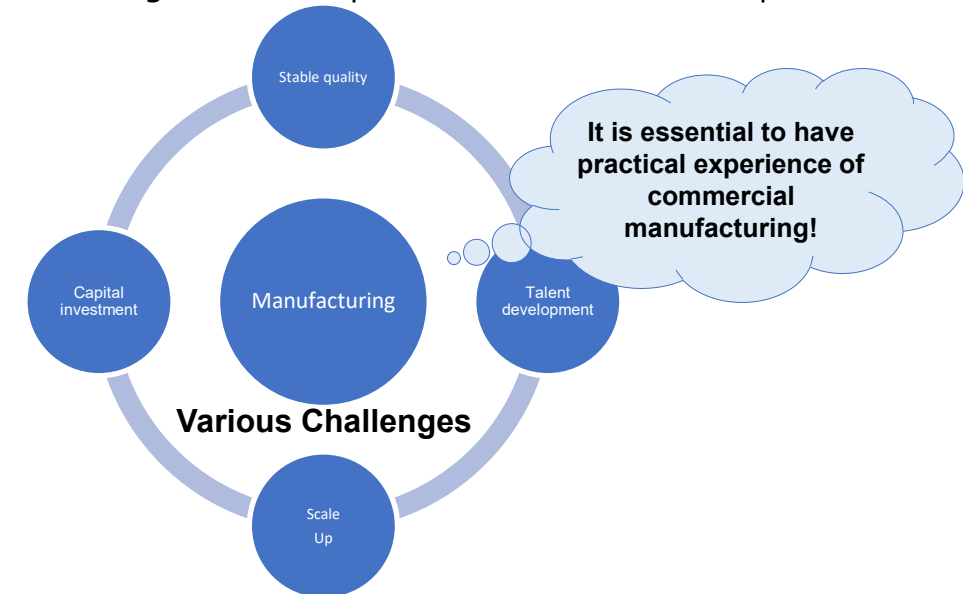 Stable quality
It is essential to have
practical experience of
commercial
manufacturing!
Capital
investment
Manufacturing
Talent
development
Various Challenges
Scale
Up